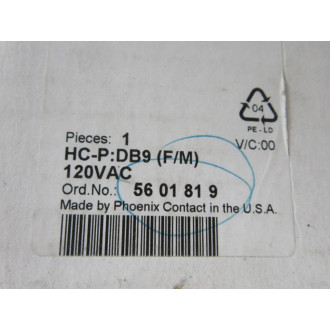 04
PE - LD
Pieces: 1
V/C:00
HC-P:DB9 (F/M)
120VAC
Ord.No.: 56 01 81 9
Made by Phoenix Contact in the U.S.A.